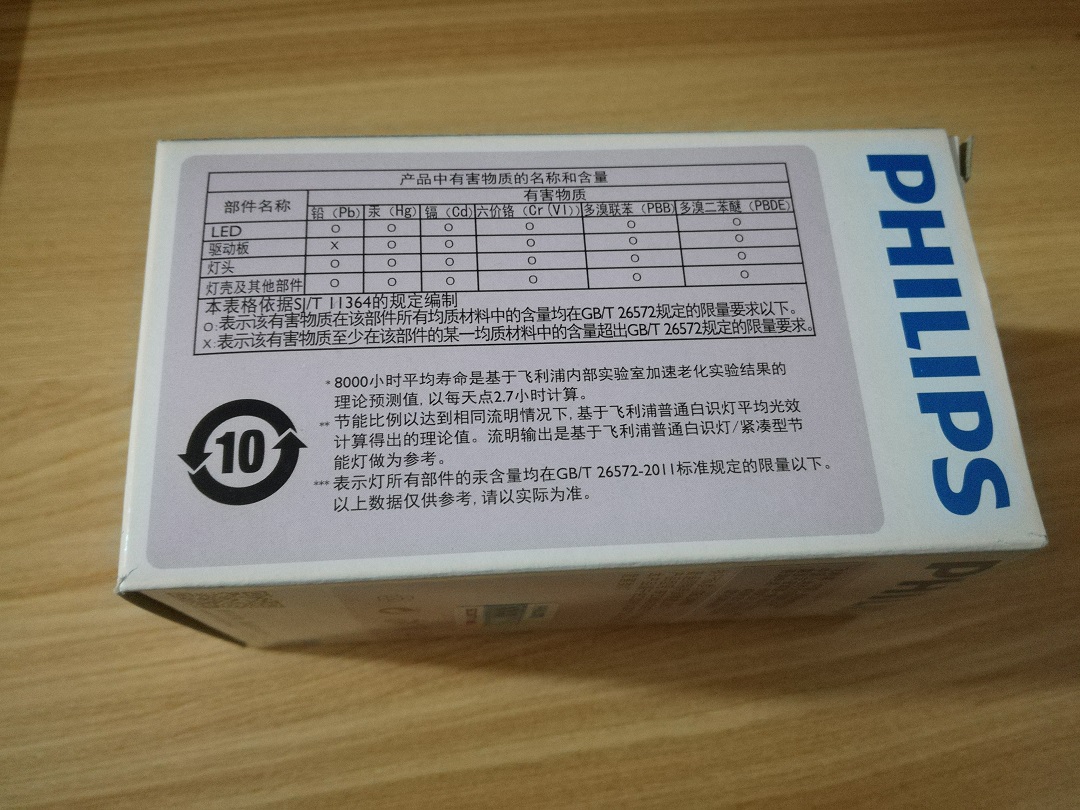 产品中有害物质的名称和含量
部件名称 有害物质
铅 (Pb) 汞 (Hg) 镉 (Cd) 六价铬 (Cr(VI)) 多溴联苯 (PBB) 多溴二苯醚 (PBDE)
LED O O O O O O
驱动板 X O O O O O
灯头 O O O O O O
灯壳及其他部件 O O O O O O
本表格依据SJ/T 11364的规定编制
O:表示该有害物质在该部件所有均质材料中的含量均在GB/T 26572规定的限量要求以下。
X:表示该有害物质至少在该部件的某一均质材料中的含量超出GB/T 26572规定的限量要求。
* 8000小时平均寿命是基于飞利浦内部实验室加速老化实验结果的
理论预测值, 以每天点2.7小时计算。
** 节能比例以达到相同流明情况下, 基于飞利浦普通白识灯平均光效
计算得出的理论值。流明输出是基于飞利浦普通白识灯/紧凑型节
能灯做为参考。
*** 表示灯所有部件的汞含量均在GB/T 26572-2011标准规定的限量以下。
以上数据仅供参考, 请以实际为准。
10
PHILIPS